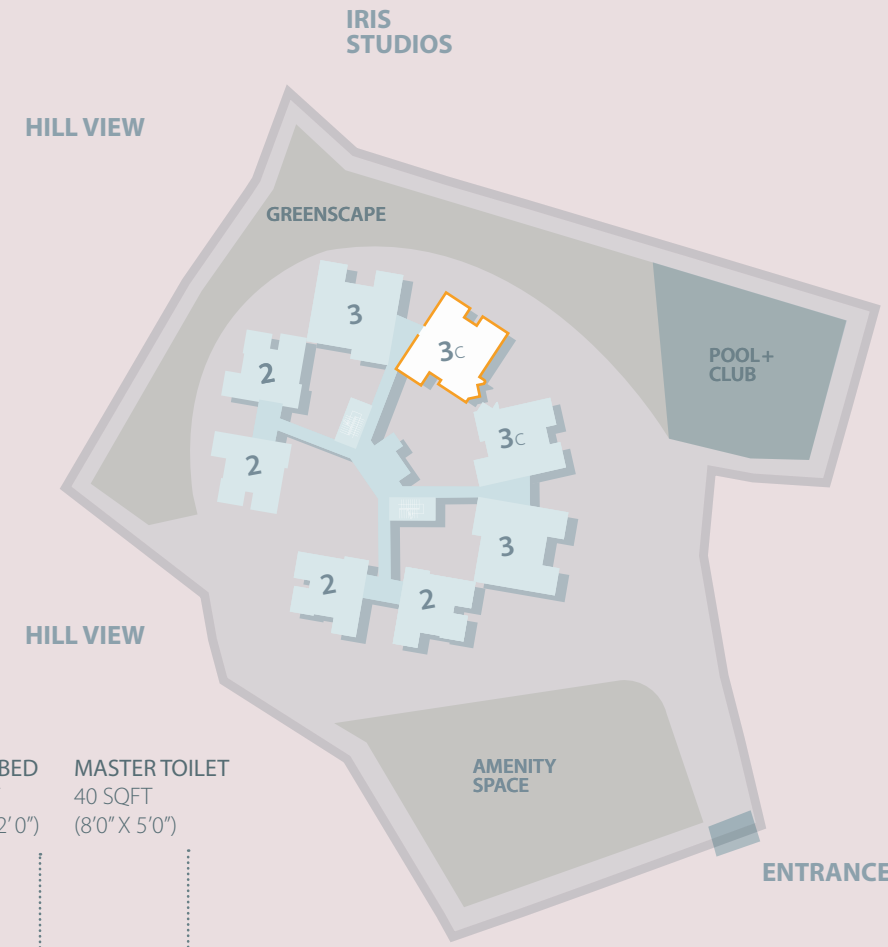 IRIS
STUDIOS
HILL VIEW
GREENSCAPE
3
3C
POOL+
CLUB
2
3C
2
3
2
2
HILL VIEW
BED
MASTER TOILET
40 SQFT
2'0") (8'0" X 5'0")
AMENITY
SPACE
ENTRANCE